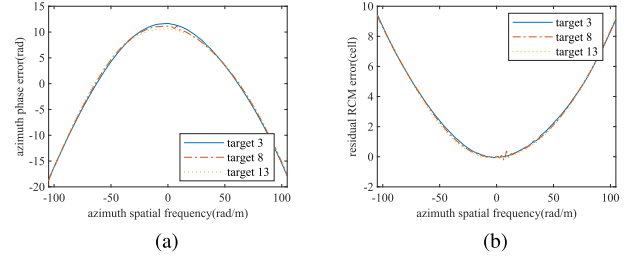 15
10
5
0
-5
-10
-15
-20
azimuth phase error(rad)
target 3
target 8
target 13
-100 -50 0 50 100
azimuth spatial frequency(rad/m)
(a)
10
8
6
4
2
0
-2
residual RCM error(cell)
target 3
target 8
target 13
-100 -50 0 50 100
azimuth spatial frequency(rad/m)
(b)